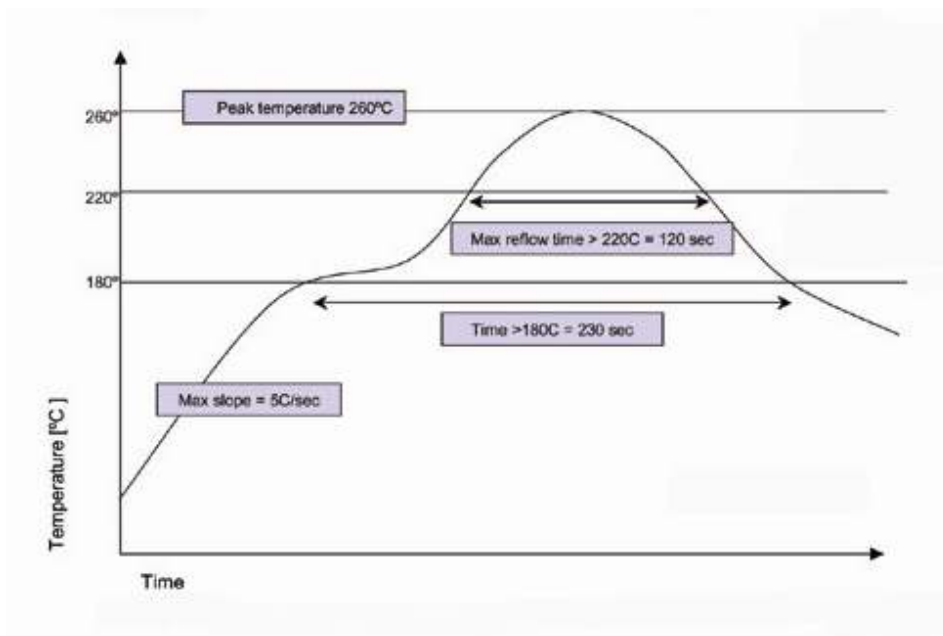 Peak temperature 260ºC
260º
220º
Max reflow time > 220C = 120 sec
180º
Time >180C = 230 sec
Max slope = 5C/sec
Temperature [ºC ]
Time